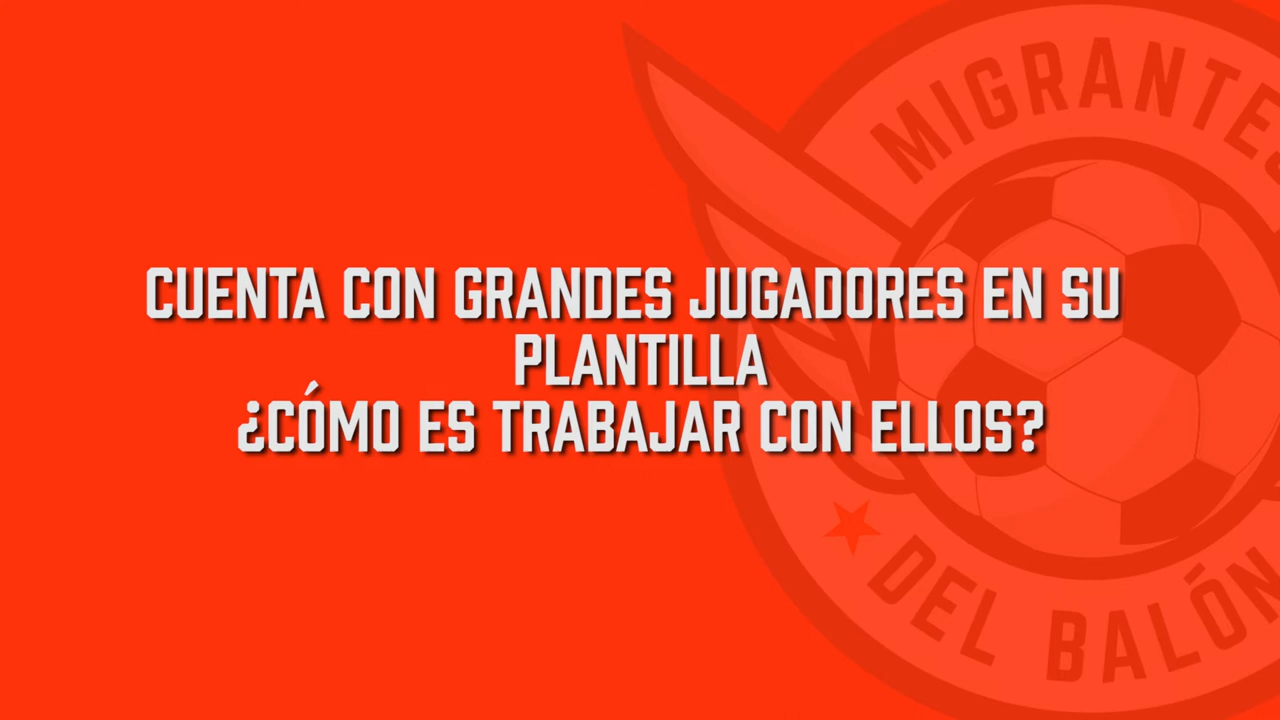 MIGRANTES
CUENTA CON GRANDES JUGADORES EN SU
PLANTILLA
¿CÓMO ES TRABAJAR CON ELLOS?
DEL BALÓN